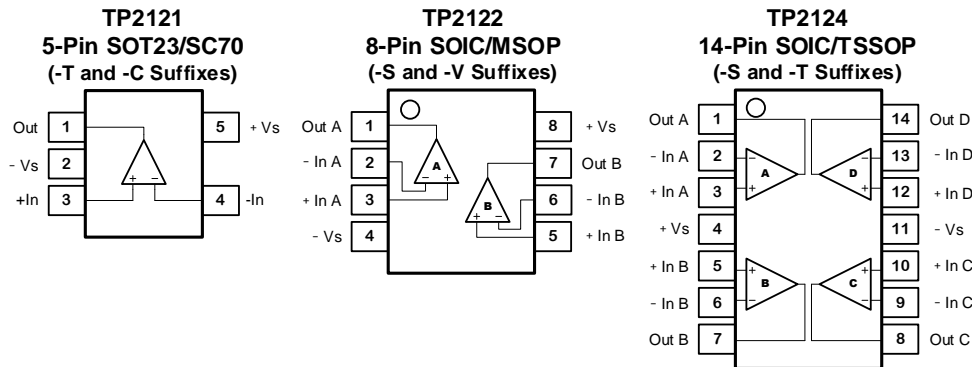 TP2121
5-Pin SOT23/SC70
(-T and -C Suffixes)
Out 1
5 + Vs
- Vs 2
+In 3
4 -In
+ -
TP2122
8-Pin SOIC/MSOP
(-S and -V Suffixes)
Out A 1
8 + Vs
- In A 2
7 Out B
+ In A 3
6 - In B
- Vs 4
5 + In B
A
- +
B
+ -
TP2124
14-Pin SOIC/TSSOP
(-S and -T Suffixes)
Out A 1
14 Out D
- In A 2
13 - In D
+ In A 3
12 + In D
+ Vs 4
11 - Vs
+ In B 5
10 + In C
- In B 6
9 - In C
Out B 7
8 Out C
- A +
- D +
+ B -
+ C -